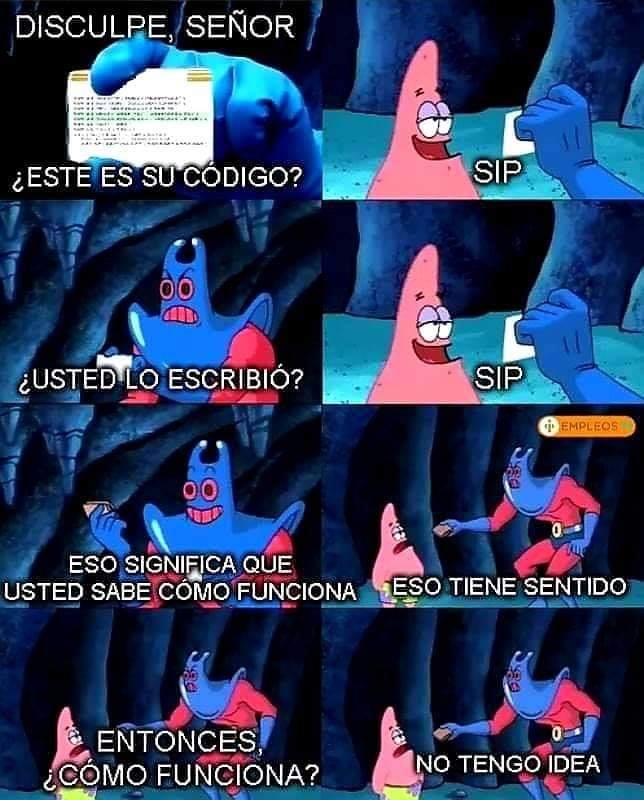 DISCULPE, SEÑOR
¿ESTE ES SU CÓDIGO?
SIP
¿USTED LO ESCRIBIÓ?
SIP
ESO SIGNIFICA QUE
USTED SABE CÓMO FUNCIONA
EMPLEOS
ESO TIENE SENTIDO
ENTONCES,
¿CÓMO FUNCIONA?
NO TENGO IDEA